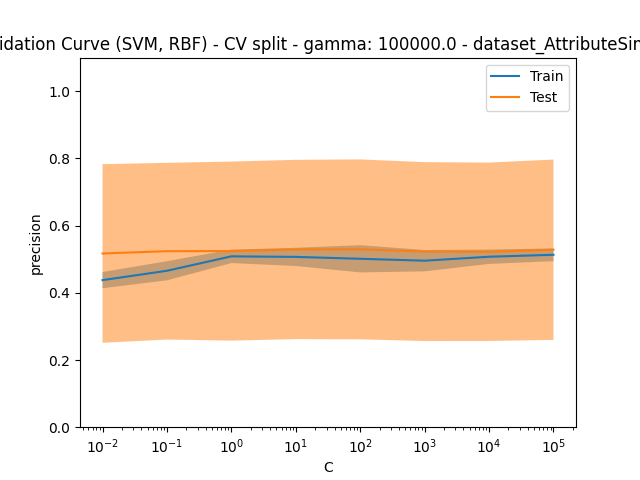 idation Curve (SVM, RBF) - CV split - gamma: 100000.0 - dataset_AttributeSin
Train
Test
precision
1.0
0.8
0.6
0.4
0.2
0.0
10⁻² 10⁻¹ 10⁰ 10¹ 10² 10³ 10⁴ 10⁵
C